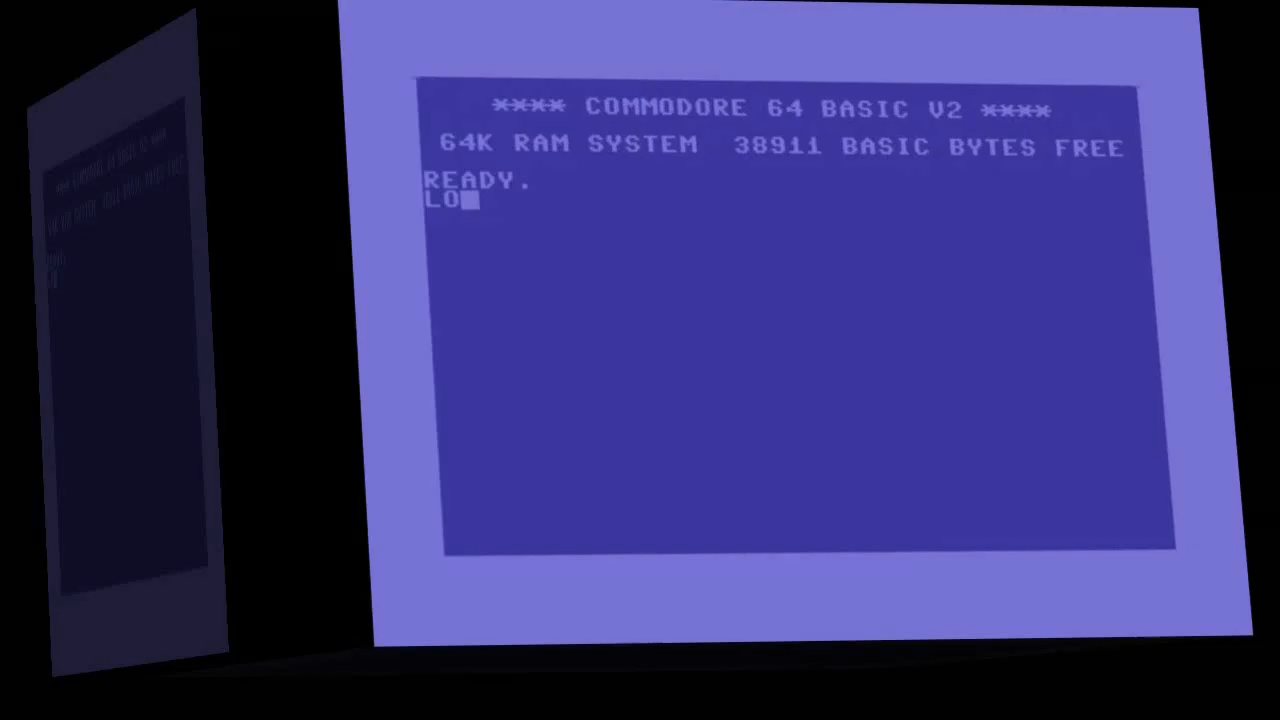 **** COMMODORE 64 BASIC V2 ****
64K RAM SYSTEM  38911 BASIC BYTES FREE
READY.
LO